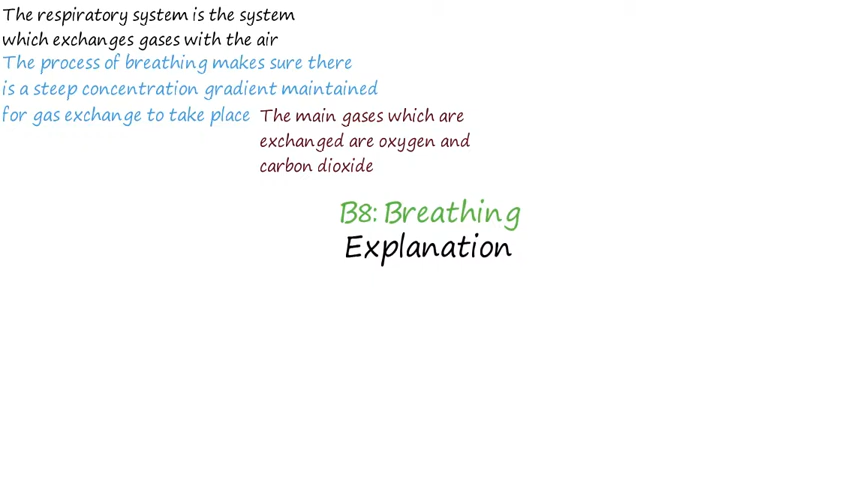 The respiratory system is the system
which exchanges gases with the air
The process of breathing makes sure there
is a steep concentration gradient maintained
for gas exchange to take place
The main gases which are
exchanged are oxygen and
carbon dioxide
B8: Breathing
Explanation